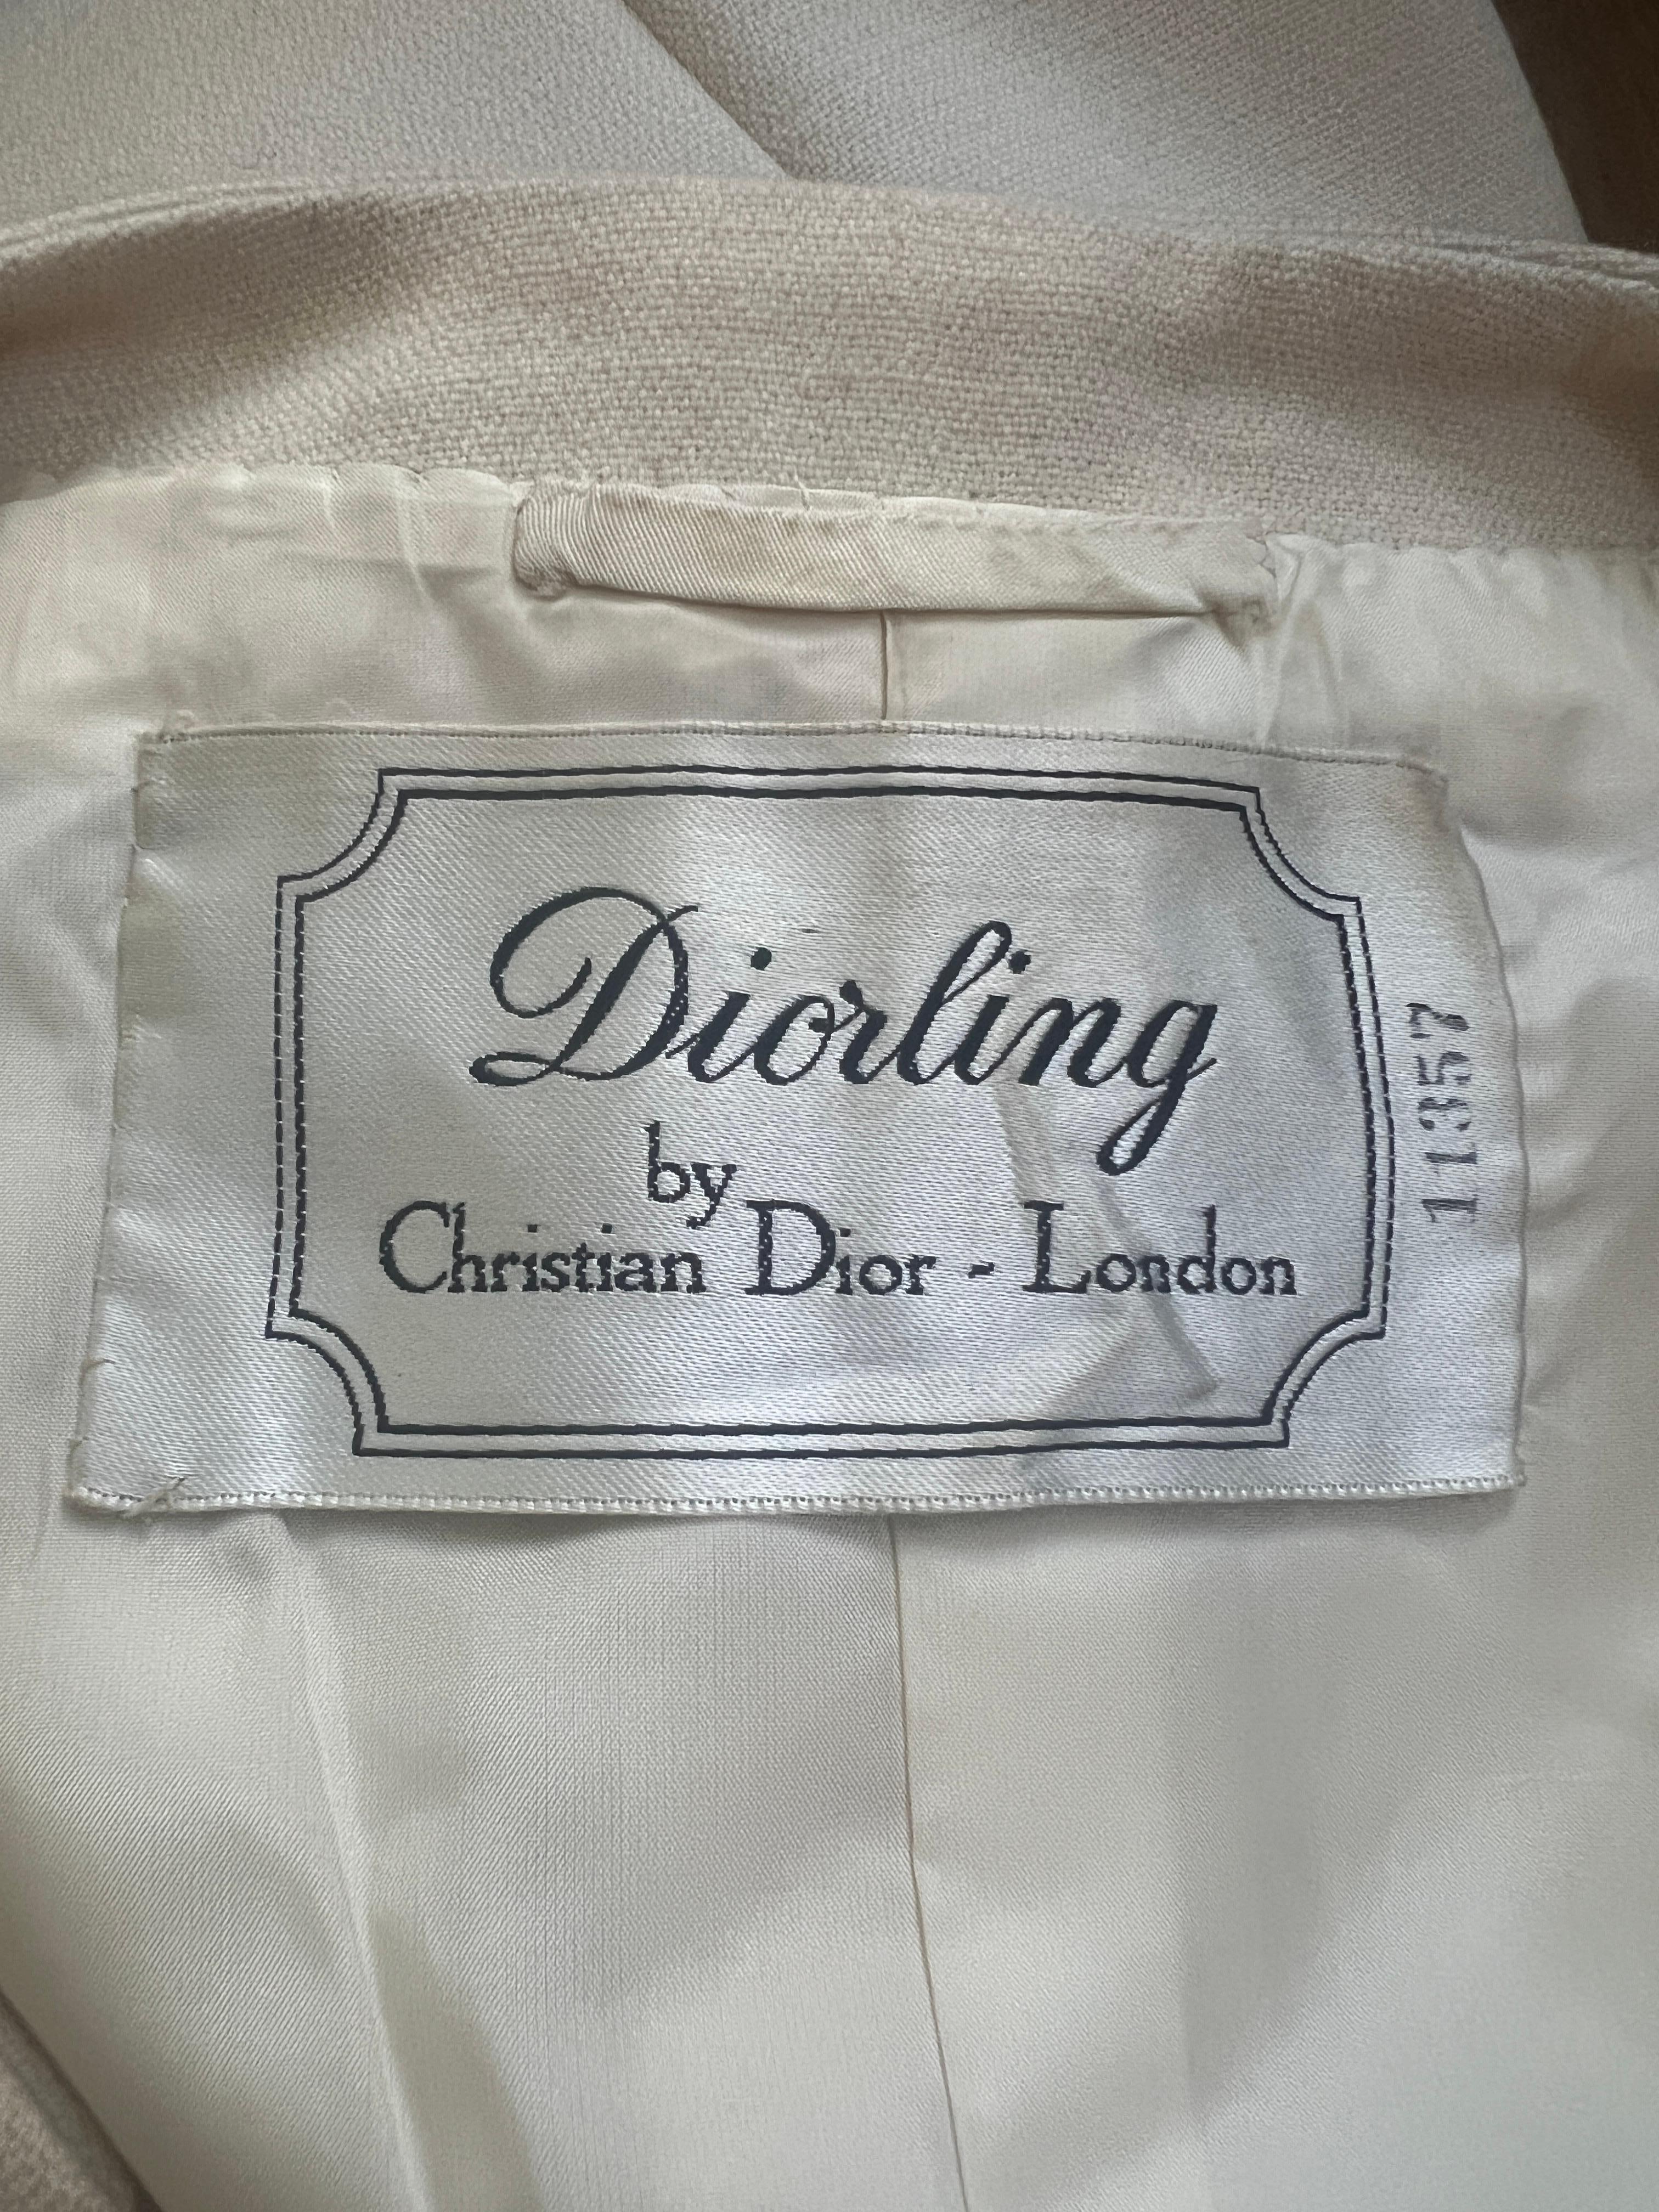 Diorling
by
Christian Dior - London
11357